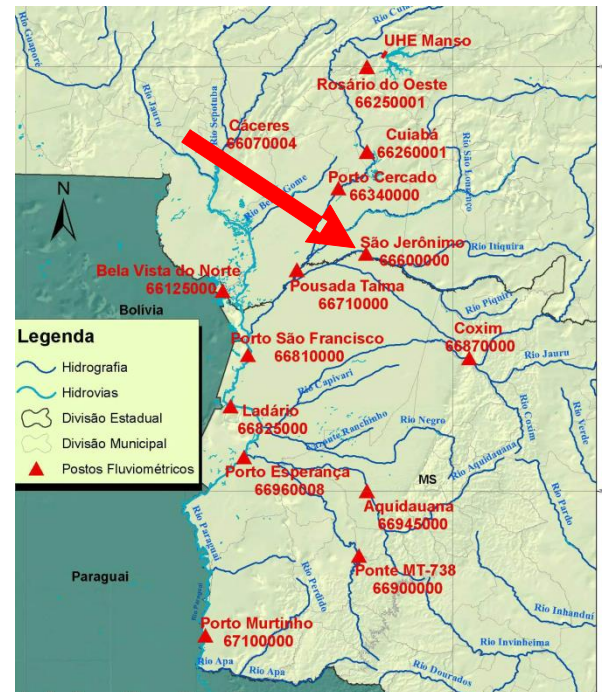 Rio Cuia
UHE Manso
Rio Guaporé
Rosário do Oeste
66250001
Rio Jauru
Rio Sepotuba
Cáceres
66070004
Cuiabá
66260001
Rio São Lourenço
Porto Cercado
66340000
N
Rio Be
Gome
São Jerônimo
66600000
Rio Itiquira
Bela Vista do Norte
66125000
Pousada Taima
66710000
Rio Piquiri
Bolívia
Legenda
Hidrografia
Hidrovias
Divisão Estadual
Divisão Municipal
Postos Fluviométricos
Porto São Francisco
66810000
Coxim
66870000
Rio Jauru
Rio Capivari
Ladário
66825000
Rio Negro
Rio Coxim
Rio Verde
Porto Esperança
66960008
MS
Rio Aquidauana
Aquidauana
66945000
Rio Pardo
Rio Paraguai
Paraguai
Ponte MT-738
66900000
Rio Perdido
Rio Paraguai
Rio Inhanduí
Porto Murtinho
67100000
Rio Invinheima
Rio Apa
Rio Apa
Rio Dourados